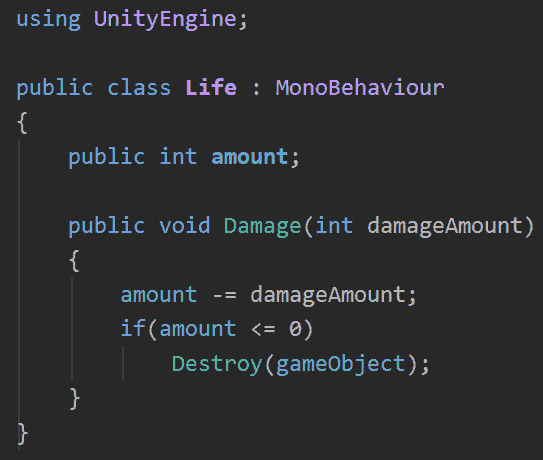 using UnityEngine;
public class Life : MonoBehaviour
{
public int amount;
public void Damage(int damageAmount)
{
amount -= damageAmount;
if(amount <= 0)
Destroy(gameObject);
}
}